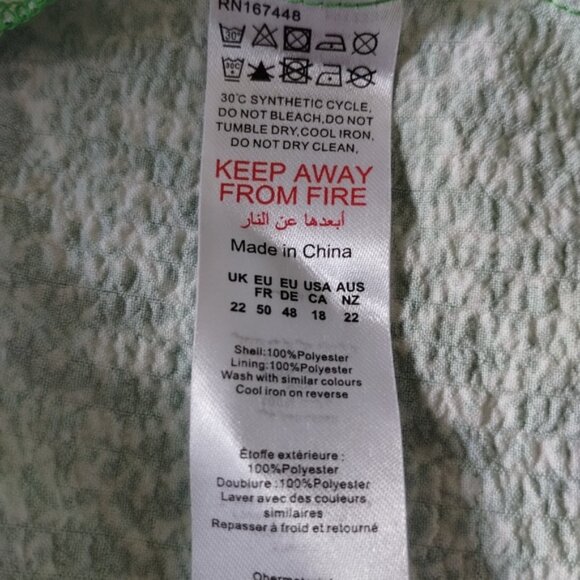 RN167448
30°C SYNTHETIC CYCLE,
DO NOT BLEACH,DO NOT
TUMBLE DRY,COOL IRON,
DO NOT DRY CLEAN,
KEEP AWAY
FROM FIRE
أبعدها عن النار
Made in China
UK EU EU USA AUS
FR DE CA NZ
22 50 48 18 22
Shell:100%Polyester
Lining:100%Polyester
Wash with similar colours
Cool iron on reverse
Étoffe extérieure :
100%Polyester
Doublure :100%Polyester
Laver avec des couleurs
similaires
Repasser à froid et retourné